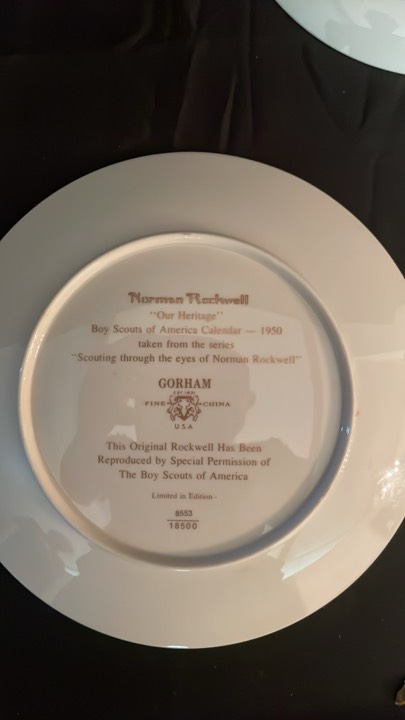 Norman Rockwell
"Our Heritage"
Boy Scouts of America Calendar — 1950
taken from the series
"Scouting through the eyes of Norman Rockwell"
GORHAM
EST 1831
FINE CHINA
U.S.A
This Original Rockwell Has Been
Reproduced by Special Permission of
The Boy Scouts of America
Limited in Edition-
8553
18500